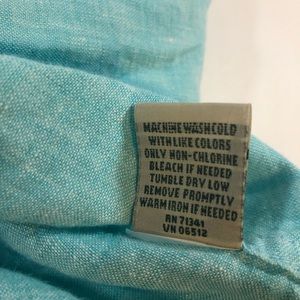 MACHINE WASH COLD
WITH LIKE COLORS
ONLY NON-CHLORINE
BLEACH IF NEEDED
TUMBLE DRY LOW
REMOVE PROMPTLY
WARM IRON IF NEEDED
RN 71341
VN 06512